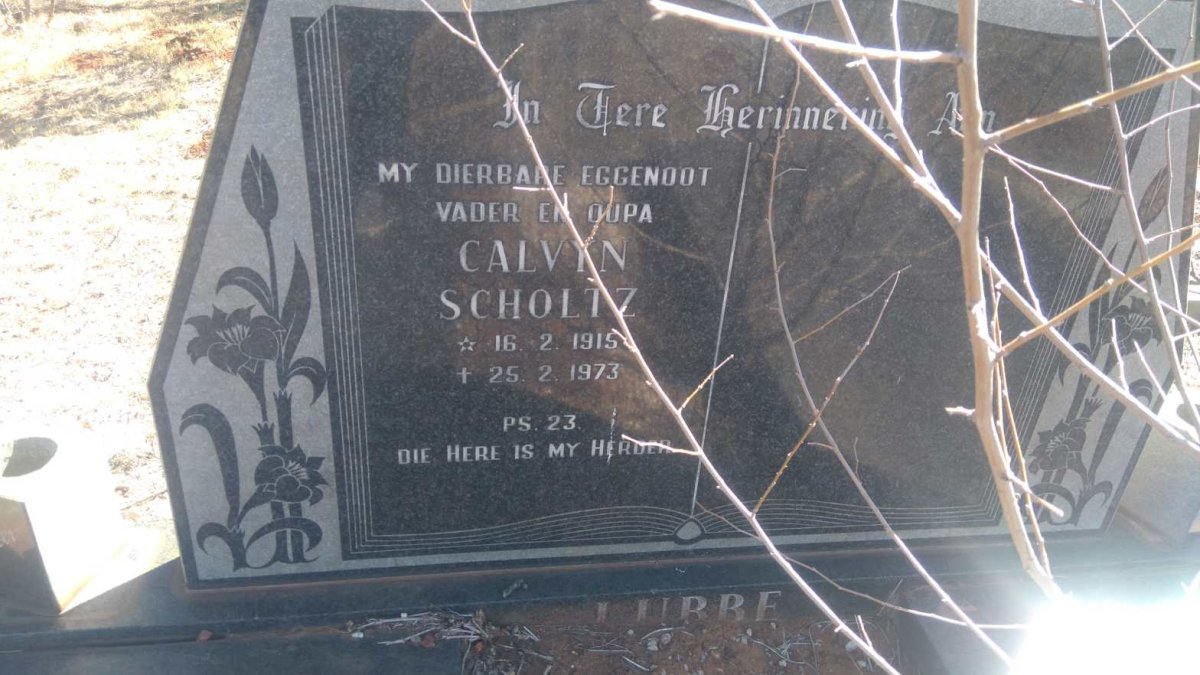 In Tere Herinnering Aan
MY DIERBARE EGGENOOT
VADER EN OUPA
CALVYN
SCHOLTZ
☆ 16. 2. 1915
✝ 25. 2. 1973
PS. 23.
DIE HERE IS MY HERDER
LUBBE